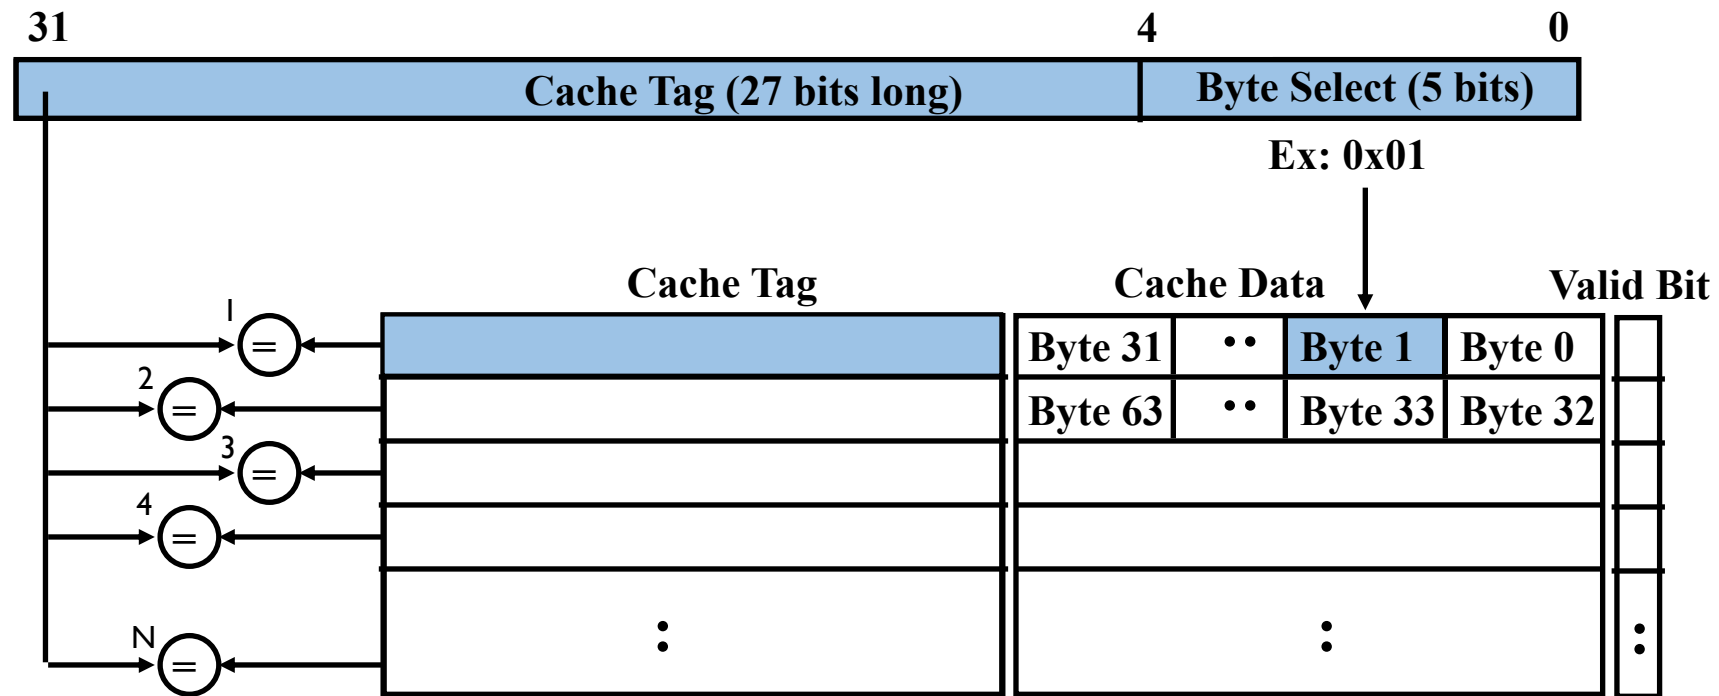 31 4 0
Cache Tag (27 bits long) Byte Select (5 bits)
Ex: 0x01
Cache Tag Cache Data Valid Bit
1 = Byte 31 •• Byte 1 Byte 0
2 = Byte 63 •• Byte 33 Byte 32
3 =
4 =
N = : : :